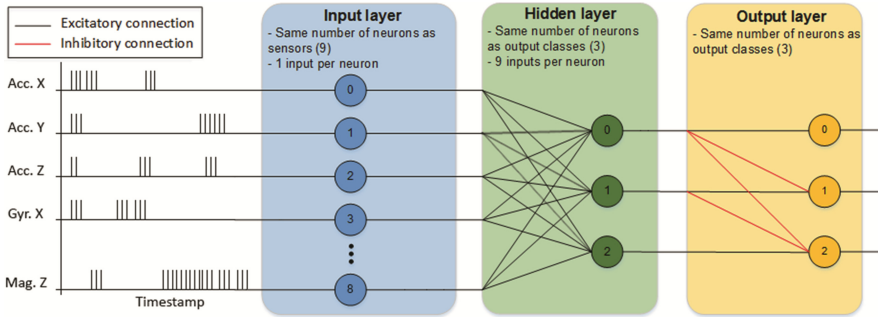 Excitatory connection
Inhibitory connection
Input layer
- Same number of neurons as
sensors (9)
- 1 input per neuron
Hidden layer
- Same number of neurons
as output classes (3)
- 9 inputs per neuron
Output layer
- Same number of neurons as
output classes (3)
Acc. X
0
Acc. Y
1
0
0
Acc. Z
2
1
1
Gyr. X
3
2
2
Mag. Z
8
Timestamp